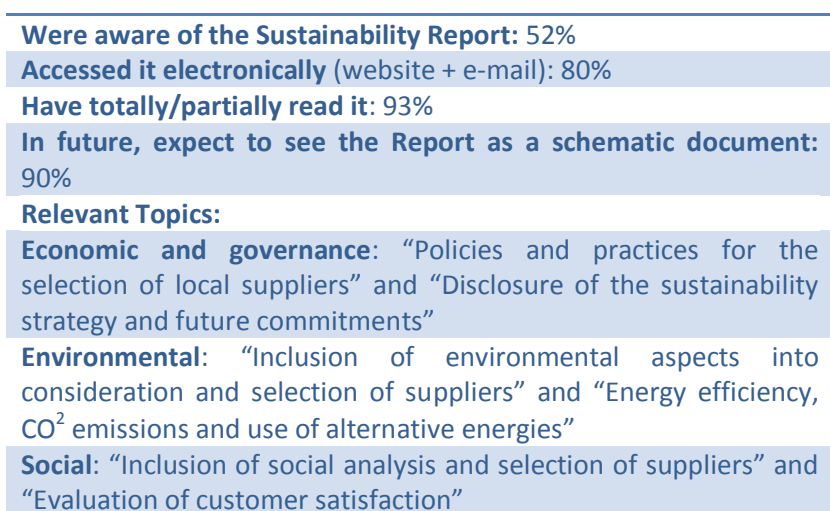 Were aware of the Sustainability Report: 52%
Accessed it electronically (website + e-mail): 80%
Have totally/partially read it: 93%
In future, expect to see the Report as a schematic document:
90%
Relevant Topics:
Economic and governance: “Policies and practices for the
selection of local suppliers” and “Disclosure of the sustainability
strategy and future commitments”
Environmental: “Inclusion of environmental aspects into
consideration and selection of suppliers” and “Energy efficiency,
CO² emissions and use of alternative energies”
Social: “Inclusion of social analysis and selection of suppliers” and
“Evaluation of customer satisfaction”